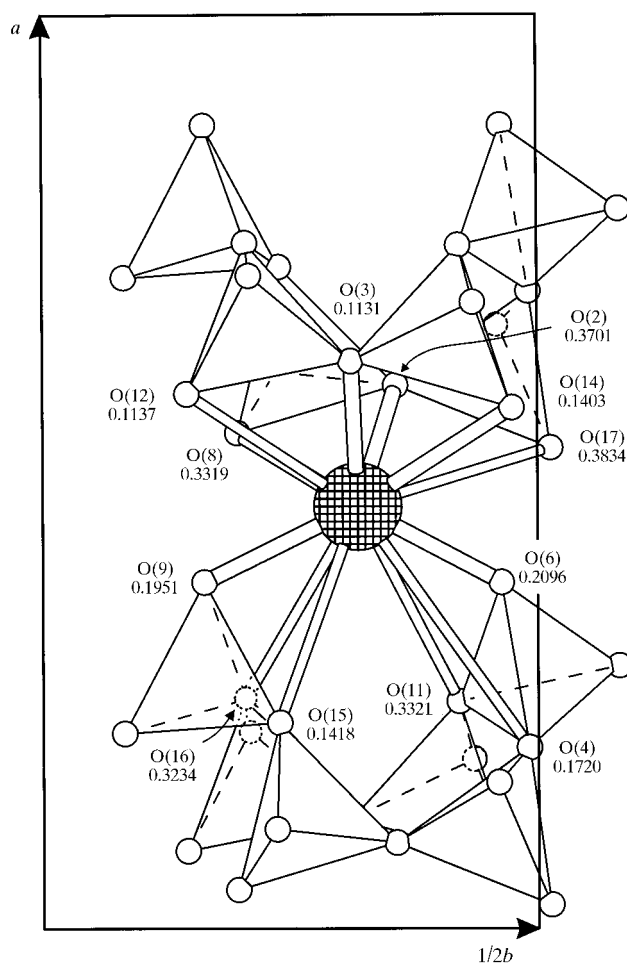 a
O(3)
0.1131
O(2)
0.3701
O(12)
0.1137
O(14)
0.1403
O(8)
0.3319
O(17)
0.3834
O(9)
0.1951
O(6)
0.2096
O(11)
0.3321
O(15)
0.1418
O(16)
0.3234
O(4)
0.1720
1/2b